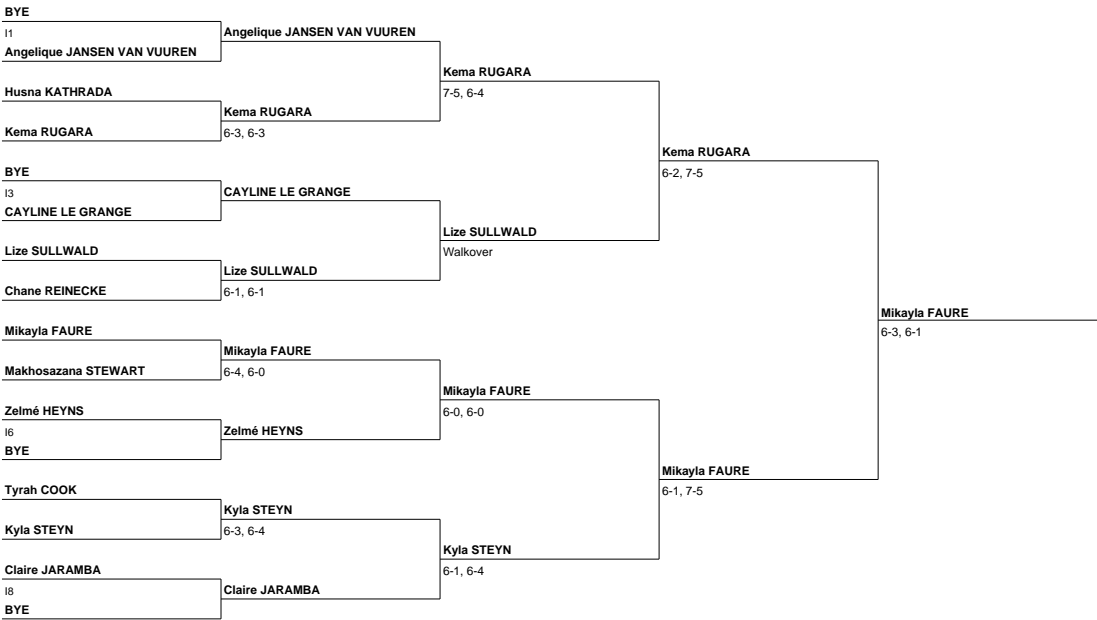 BYE
I1
Angelique JANSEN VAN VUUREN
Husna KATHRADA
Kema RUGARA
BYE
I3
CAYLINE LE GRANGE
Lize SULLWALD
Chane REINECKE
Mikayla FAURE
Makhosazana STEWART
Zelmé HEYNS
I6
BYE
Tyrah COOK
Kyla STEYN
Claire JARAMBA
I8
BYE
Angelique JANSEN VAN VUUREN
Kema RUGARA
6-3, 6-3
CAYLINE LE GRANGE
Lize SULLWALD
6-1, 6-1
Mikayla FAURE
6-4, 6-0
Zelmé HEYNS
Kyla STEYN
6-3, 6-4
Claire JARAMBA
Kema RUGARA
7-5, 6-4
Lize SULLWALD
Walkover
Mikayla FAURE
6-0, 6-0
Kyla STEYN
6-1, 6-4
Kema RUGARA
6-2, 7-5
Mikayla FAURE
6-1, 7-5
Mikayla FAURE
6-3, 6-1